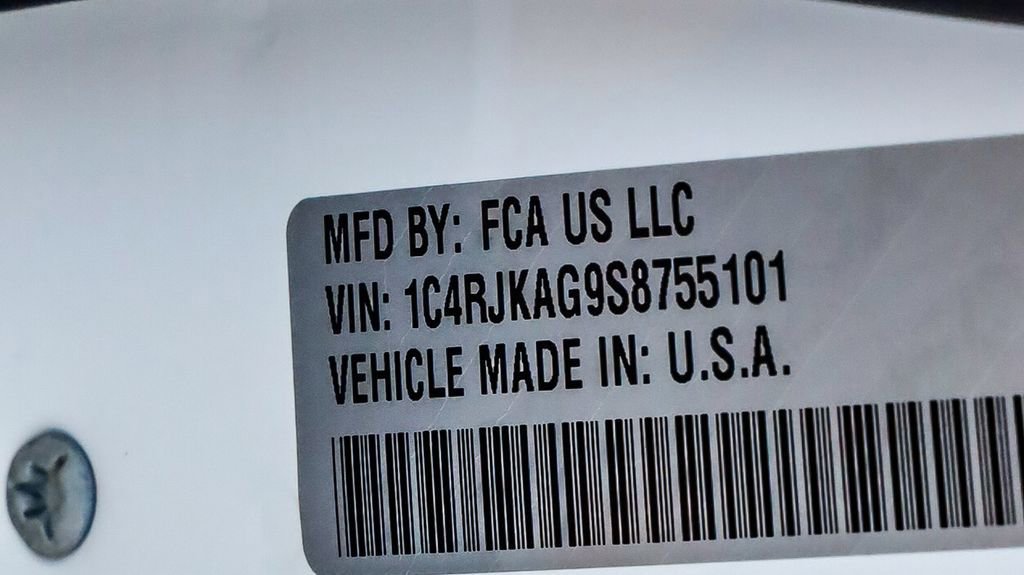 MFD BY: FCA US LLC
VIN: 1C4RJKAG9S8755101
VEHICLE MADE IN: U.S.A.